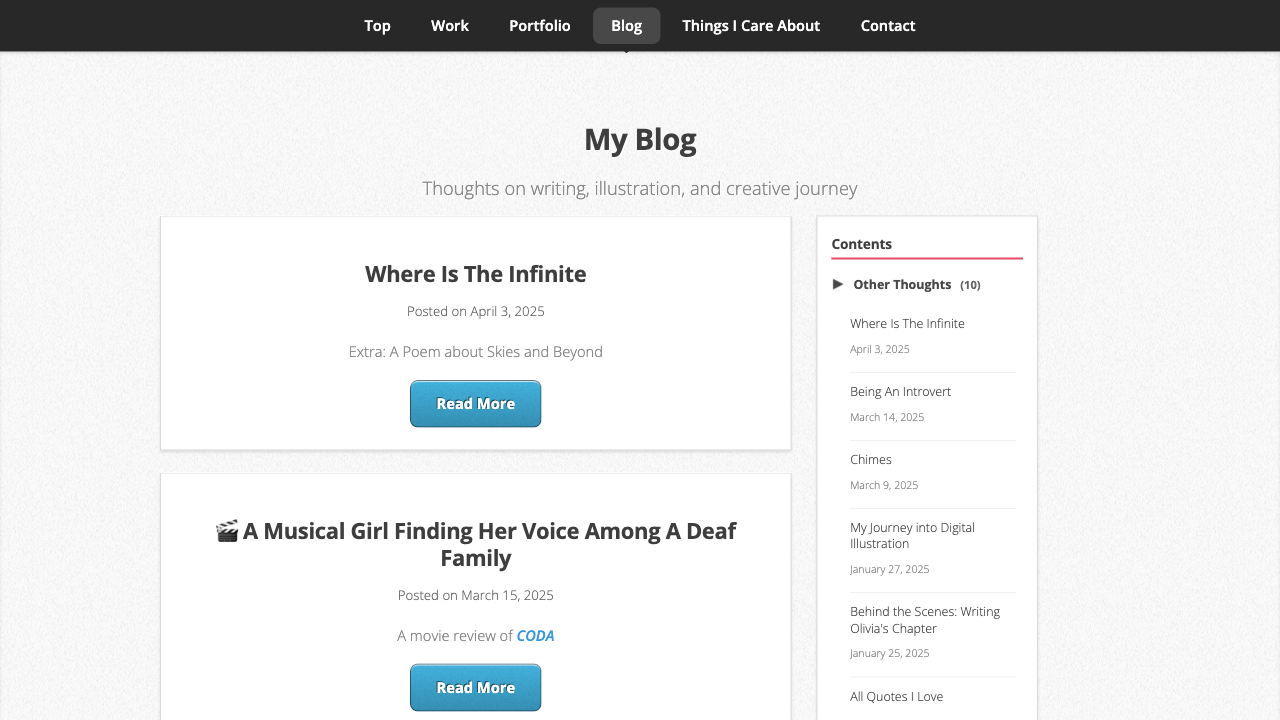 Top Work Portfolio Blog Things I Care About Contact
My Blog
Thoughts on writing, illustration, and creative journey
Where Is The Infinite
Posted on April 3, 2025
Extra: A Poem about Skies and Beyond
Read More
🎬 A Musical Girl Finding Her Voice Among A Deaf
Family
Posted on March 15, 2025
A movie review of CODA
Read More
Contents
▶ Other Thoughts (10)
Where Is The Infinite
April 3, 2025
Being An Introvert
March 14, 2025
Chimes
March 9, 2025
My Journey into Digital
Illustration
January 27, 2025
Behind the Scenes: Writing
Olivia's Chapter
January 25, 2025
All Quotes I Love